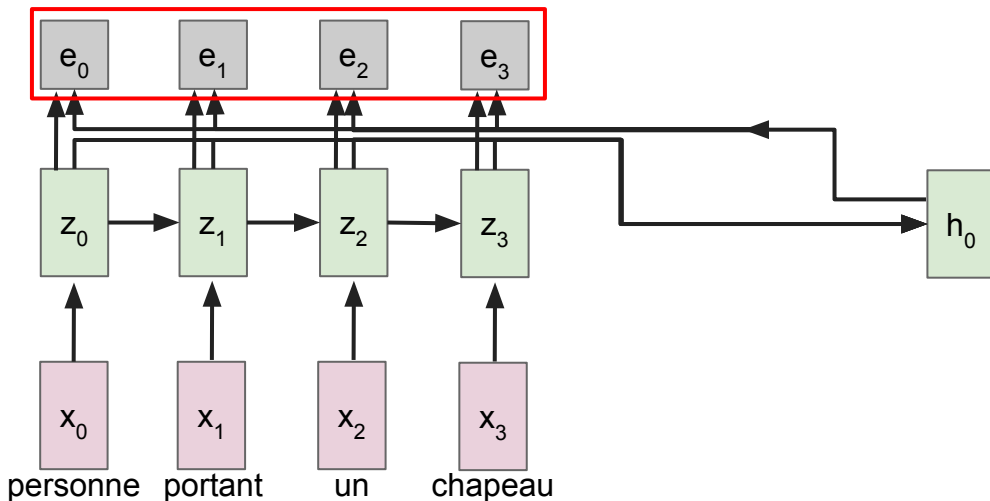 e₀ e₁ e₂ e₃
z₀ z₁ z₂ z₃ h₀
x₀ x₁ x₂ x₃
personne portant un chapeau